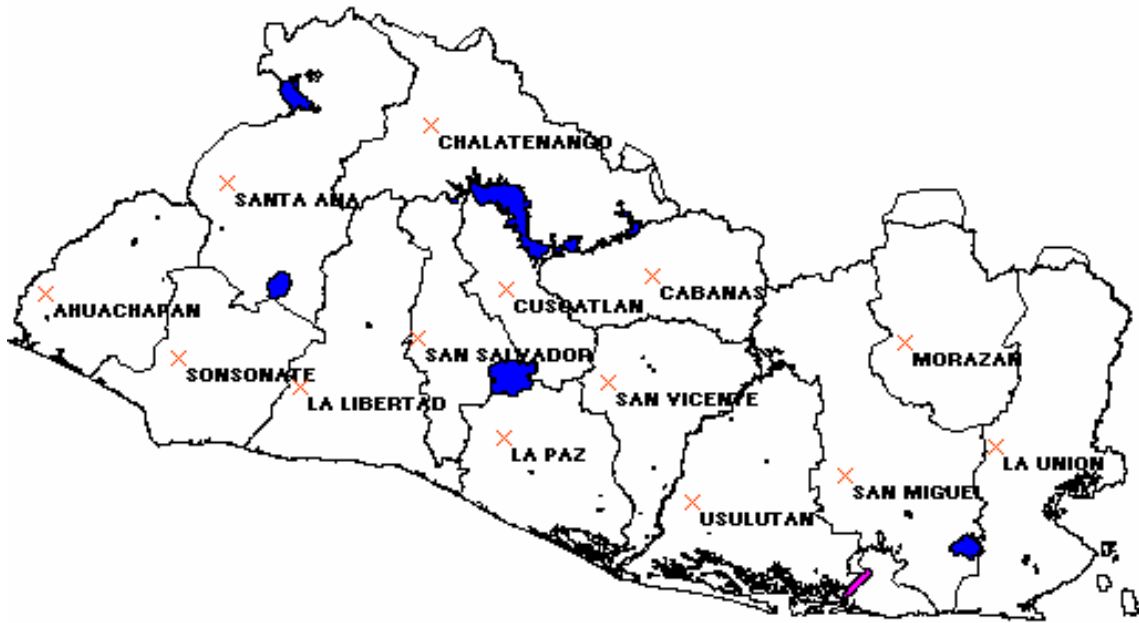 CHALATENANGO
SANTA ANA
CABANAS
CUSCATLAN
AHUACHAPAN
SAN SALVADOR
MORAZAN
SONSONATE
SAN VICENTE
LA LIBERTAD
LA PAZ
LA UNION
SAN MIGUEL
USULUTAN